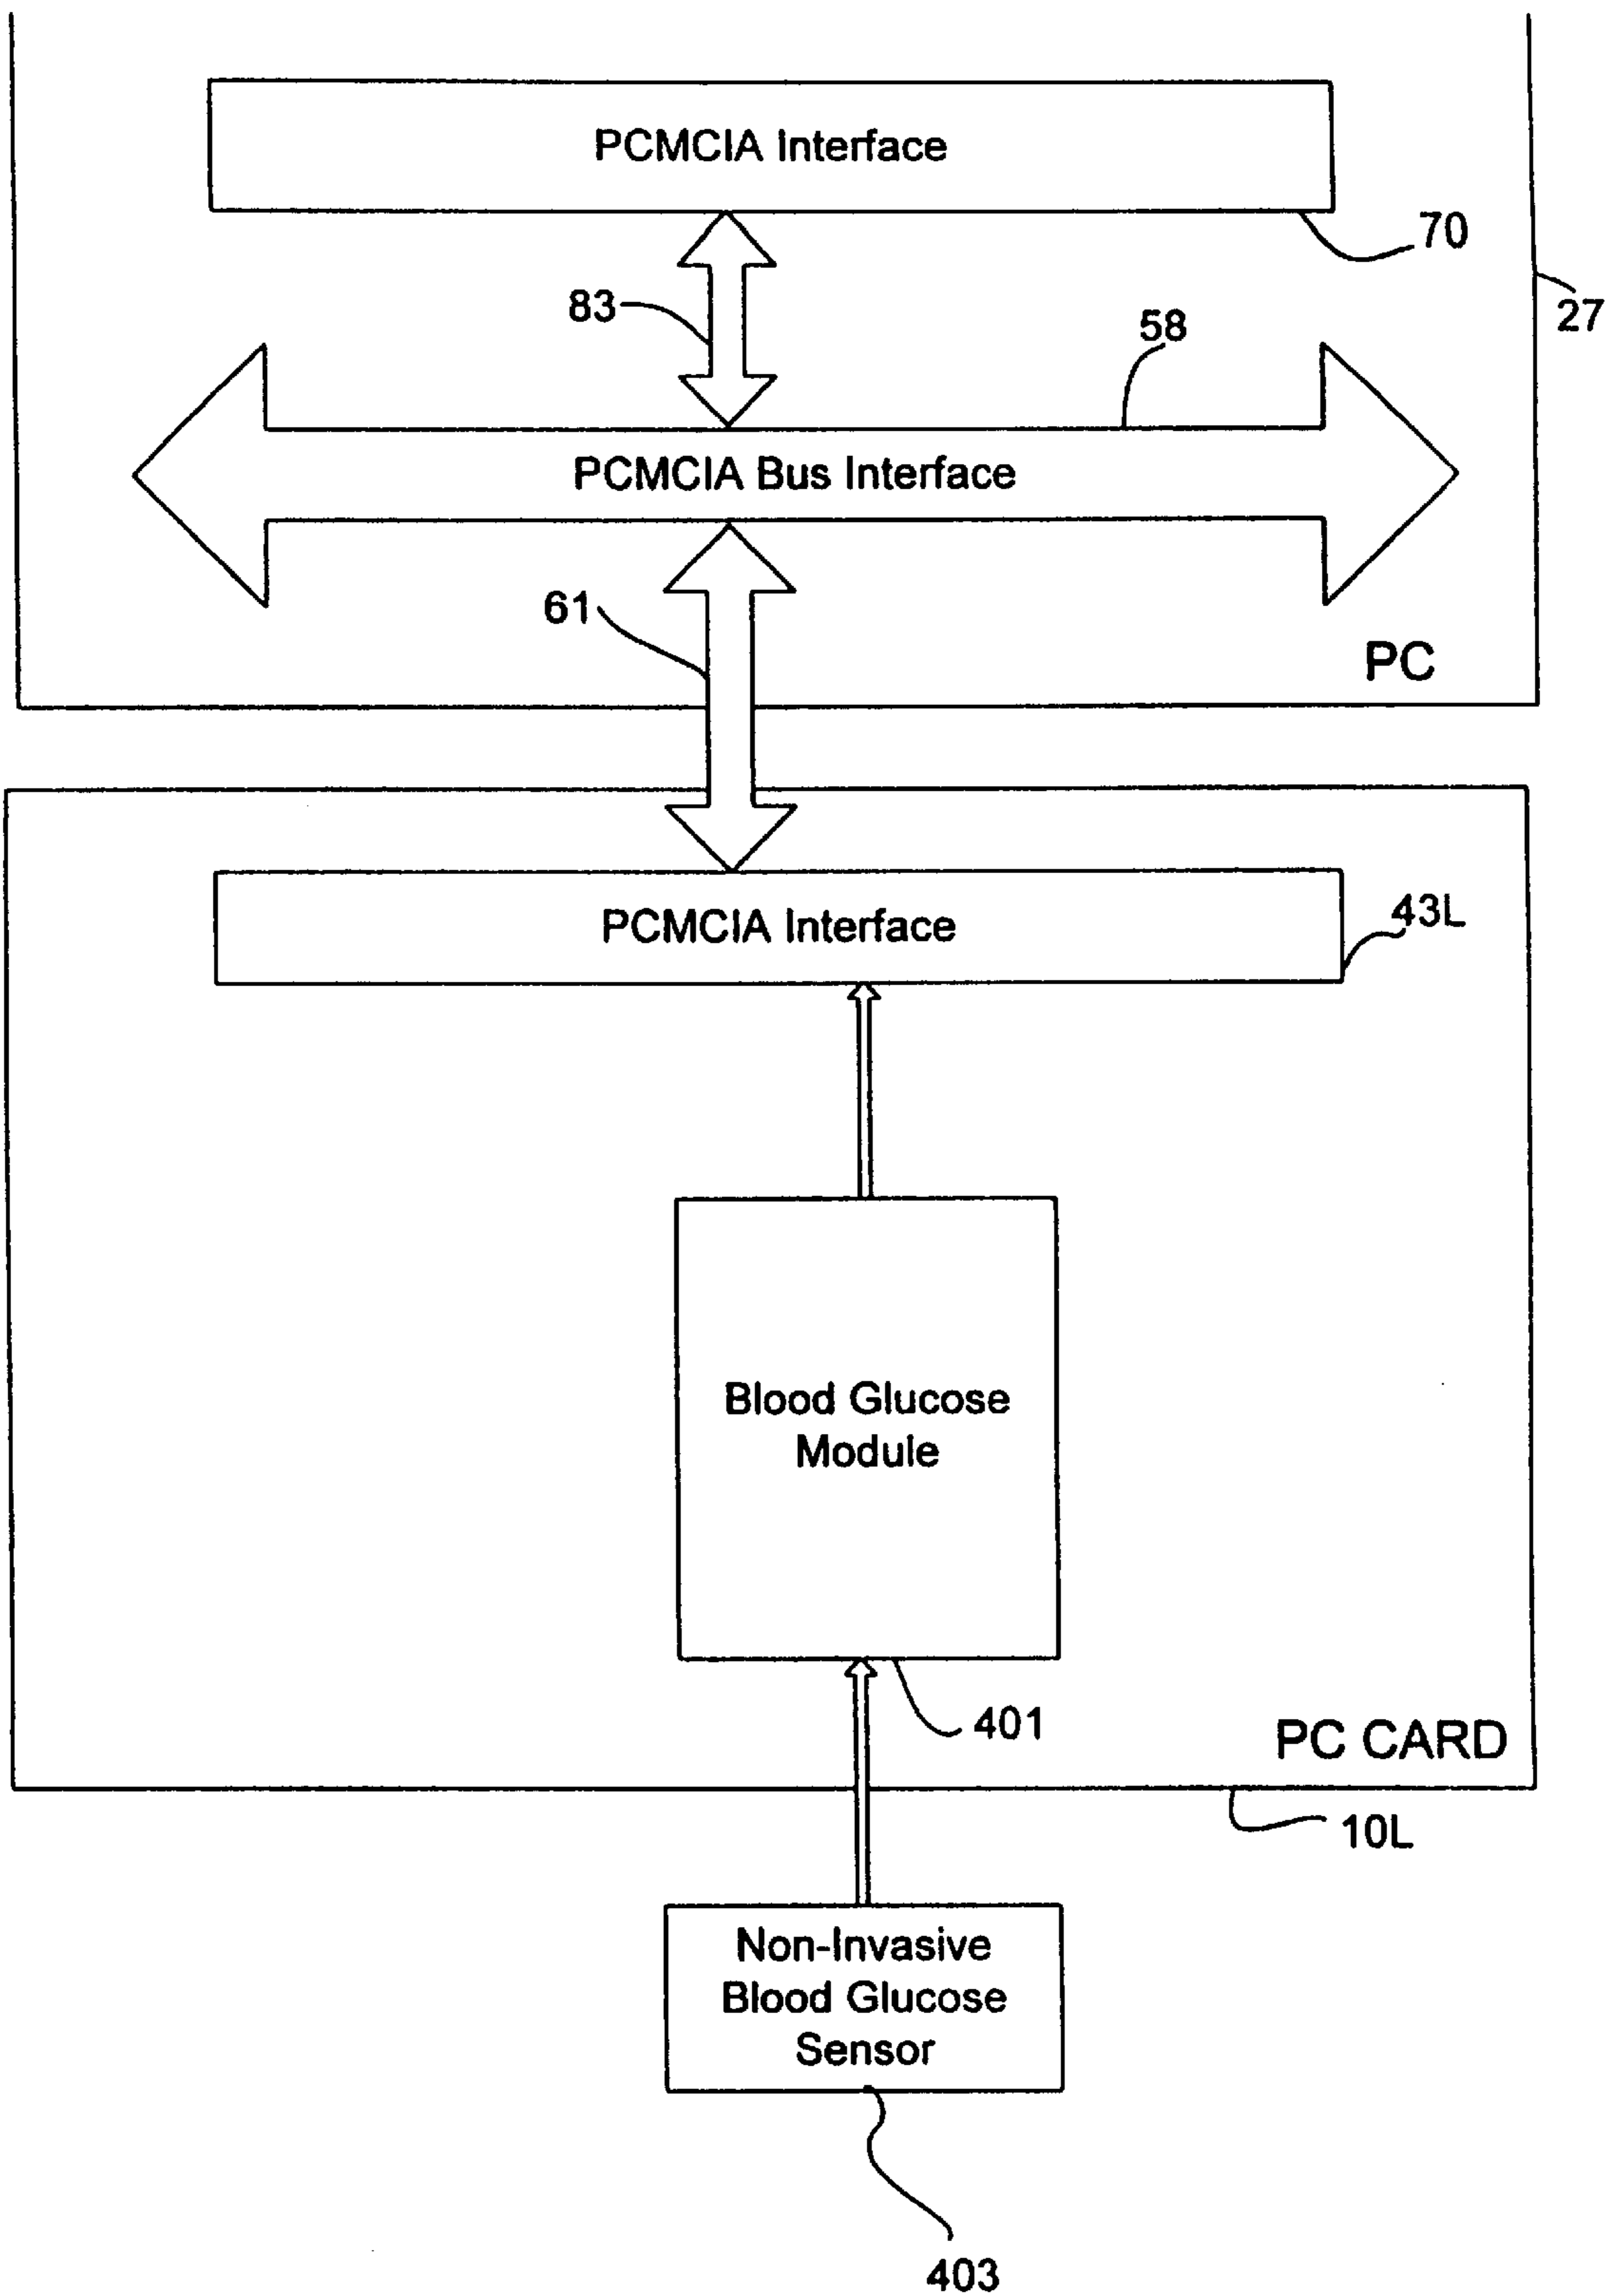 PCMCIA Interface
70
27
83
58
PCMCIA Bus Interface
61
PC
PCMCIA Interface
43L
Blood Glucose
Module
401
PC CARD
10L
Non-Invasive
Blood Glucose
Sensor
403